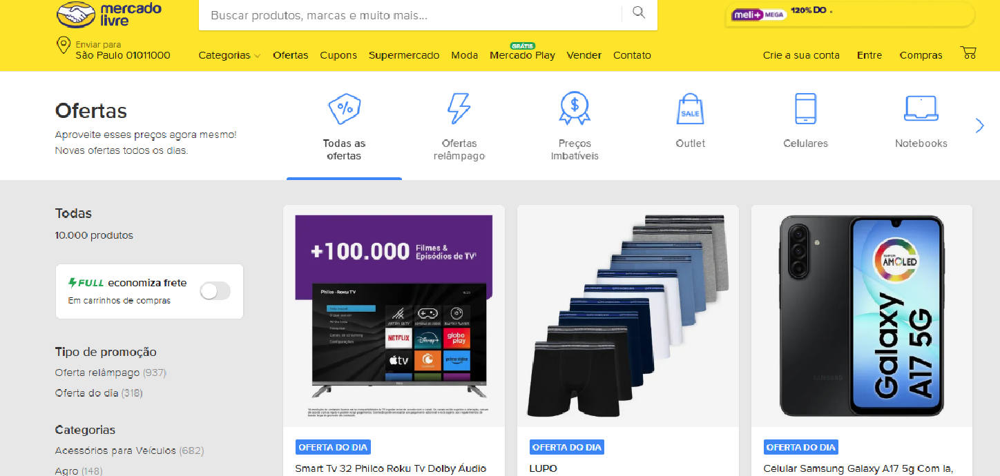 mercado
livre
Buscar produtos, marcas e muito mais...
meli+ MEGA 120% DO
Enviar para
São Paulo 01011000
Categorias
Ofertas
Cupons
Supermercado
Moda
GRÁTIS
Mercado Play
Vender
Contato
Crie a sua conta
Entre
Compras
Ofertas
Aproveite esses preços agora mesmo!
Novas ofertas todos os dias.
Todas as
ofertas
Ofertas
relâmpago
Preços
Imbatíveis
SALE
Outlet
Celulares
Notebooks
Todas
10.000 produtos
FULL economiza frete
Em carrinhos de compras
Tipo de promoção
Oferta relâmpago (937)
Oferta do dia (318)
Categorias
Acessórios para Veículos (682)
Agro (148)
+100.000 Filmes &
Episódios de TV¹
Philco • Roku TV
NETFLIX
Disney+
globo
play
tv
prime video
OFERTA DO DIA
Smart Tv 32 Philco Roku Tv Dolby Áudio
OFERTA DO DIA
LUPO
SUPER
AMOLED
Galaxy
A17 5G
SAMSUNG
OFERTA DO DIA
Celular Samsung Galaxy A17 5g Com Ia,